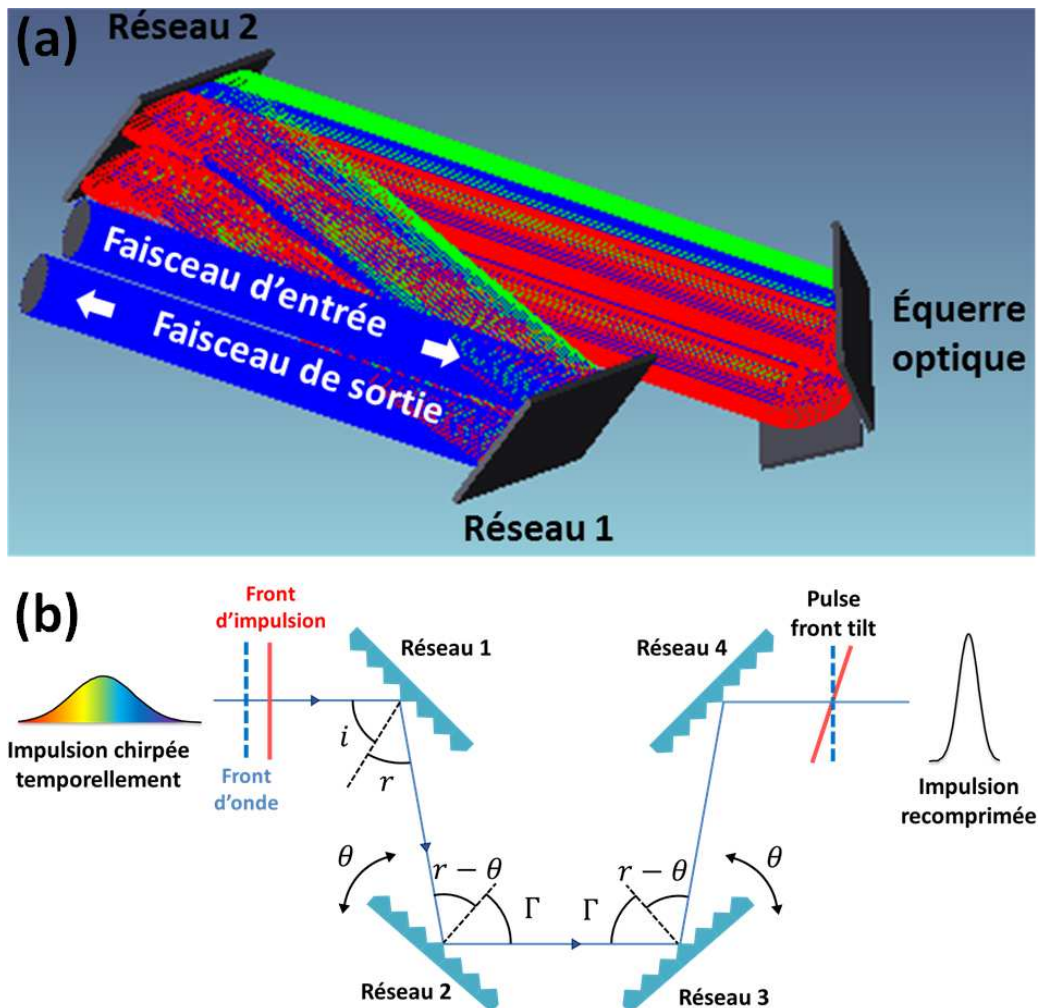 (a)
Réseau 2
Faisceau d'entrée
Faisceau de sortie
Équerre
optique
Réseau 1
(b)
Front
d'impulsion
Réseau 1
Réseau 4
Pulse
front tilt
i
r
Impulsion chirpée
temporellement
Front
d'onde
Impulsion
recomprimée
θ
r − θ
Γ
Γ
r − θ
θ
Réseau 2
Réseau 3